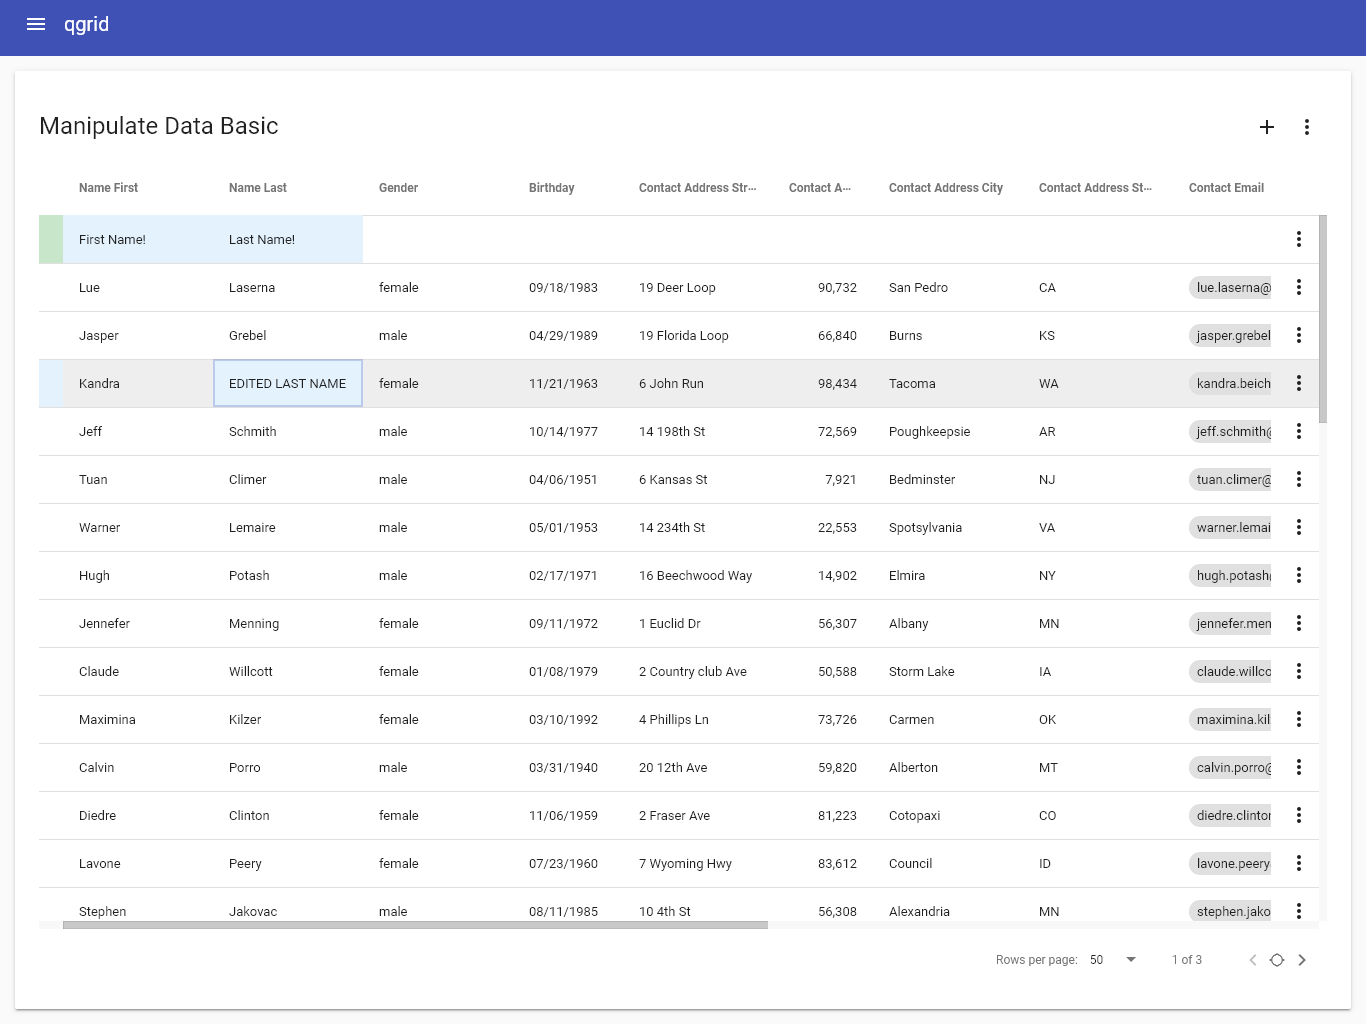 qgrid
Manipulate Data Basic
Name First Name Last Gender Birthday Contact Address Str... Contact A... Contact Address City Contact Address St... Contact Email
First Name! Last Name!
Lue Laserna female 09/18/1983 19 Deer Loop 90,732 San Pedro CA lue.laserna@
Jasper Grebel male 04/29/1989 19 Florida Loop 66,840 Burns KS jasper.grebel
Kandra EDITED LAST NAME female 11/21/1963 6 John Run 98,434 Tacoma WA kandra.beich
Jeff Schmith male 10/14/1977 14 198th St 72,569 Poughkeepsie AR jeff.schmith@
Tuan Climer male 04/06/1951 6 Kansas St 7,921 Bedminster NJ tuan.climer@
Warner Lemaire male 05/01/1953 14 234th St 22,553 Spotsylvania VA warner.lemai
Hugh Potash male 02/17/1971 16 Beechwood Way 14,902 Elmira NY hugh.potash@
Jennefer Menning female 09/11/1972 1 Euclid Dr 56,307 Albany MN jennefer.men
Claude Willcott female 01/08/1979 2 Country club Ave 50,588 Storm Lake IA claude.willco
Maximina Kilzer female 03/10/1992 4 Phillips Ln 73,726 Carmen OK maximina.kil
Calvin Porro male 03/31/1940 20 12th Ave 59,820 Alberton MT calvin.porro@
Diedre Clinton female 11/06/1959 2 Fraser Ave 81,223 Cotopaxi CO diedre.clinton
Lavone Peery female 07/23/1960 7 Wyoming Hwy 83,612 Council ID lavone.peery
Stephen Jakovac male 08/11/1985 10 4th St 56,308 Alexandria MN stephen.jako
Rows per page: 50 1 of 3